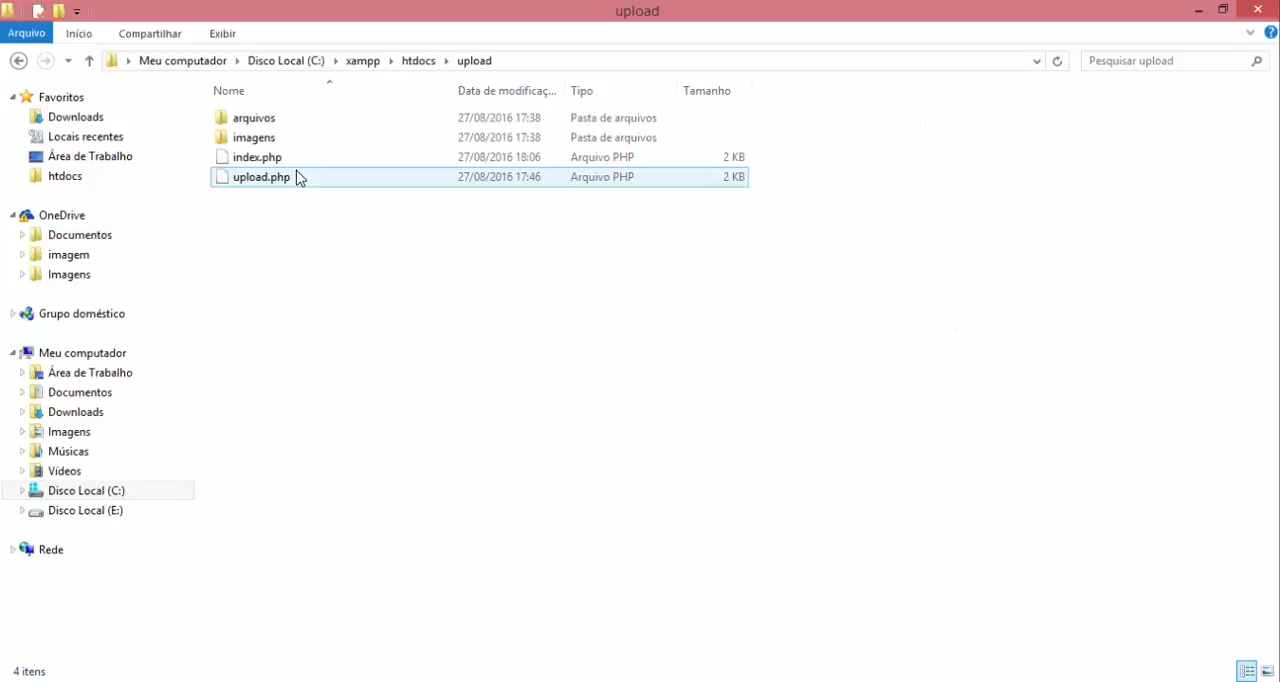 upload
Arquivo Início Compartilhar Exibir
Meu computador Disco Local (C:) xampp htdocs upload Pesquisar upload
Nome Data de modificaç... Tipo Tamanho
Favoritos
Downloads
Locais recentes
Área de Trabalho
htdocs
OneDrive
Documentos
imagem
Imagens
Grupo doméstico
Meu computador
Área de Trabalho
Documentos
Downloads
Imagens
Músicas
Vídeos
Disco Local (C:)
Disco Local (E:)
Rede
arquivos 27/08/2016 17:38 Pasta de arquivos
imagens 27/08/2016 17:38 Pasta de arquivos
index.php 27/08/2016 18:06 Arquivo PHP 2 KB
upload.php 27/08/2016 17:46 Arquivo PHP 2 KB
4 itens